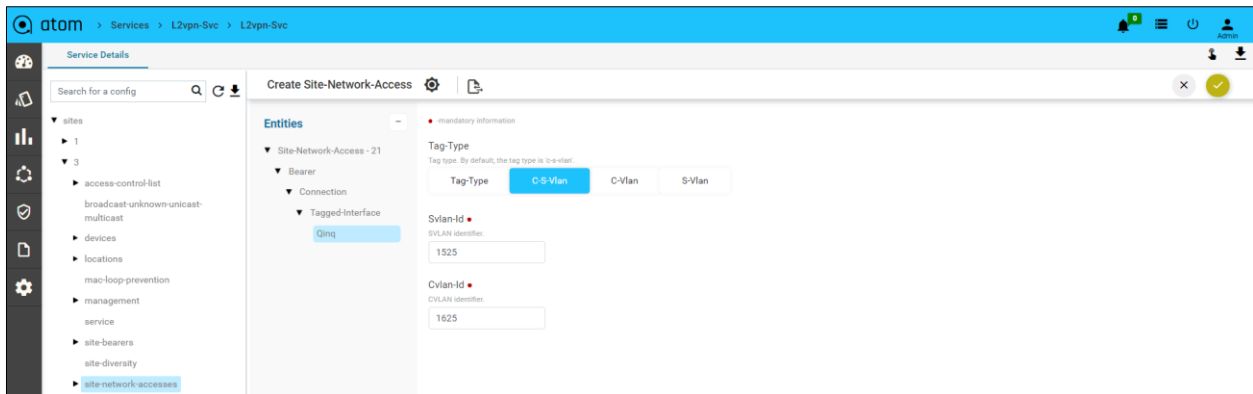 atom > Services > L2vpn-Svc > L2vpn-Svc
0
Admin
Service Details
Search for a config
Create Site-Network-Access
sites
1
3
access-control-list
broadcast-unknown-unicast-
multicast
devices
locations
mac-loop-prevention
management
service
site-bearers
site-diversity
site-network-accesses
Entities
Site-Network-Access - 21
Bearer
Connection
Tagged-Interface
Qinq
-mandatory information
Tag-Type
Tag type. By default, the tag type is 'c-s-vlan'.
Tag-Type C-S-Vlan C-Vlan S-Vlan
Svlan-Id
SVLAN identifier.
1525
Cvlan-Id
CVLAN identifier.
1625